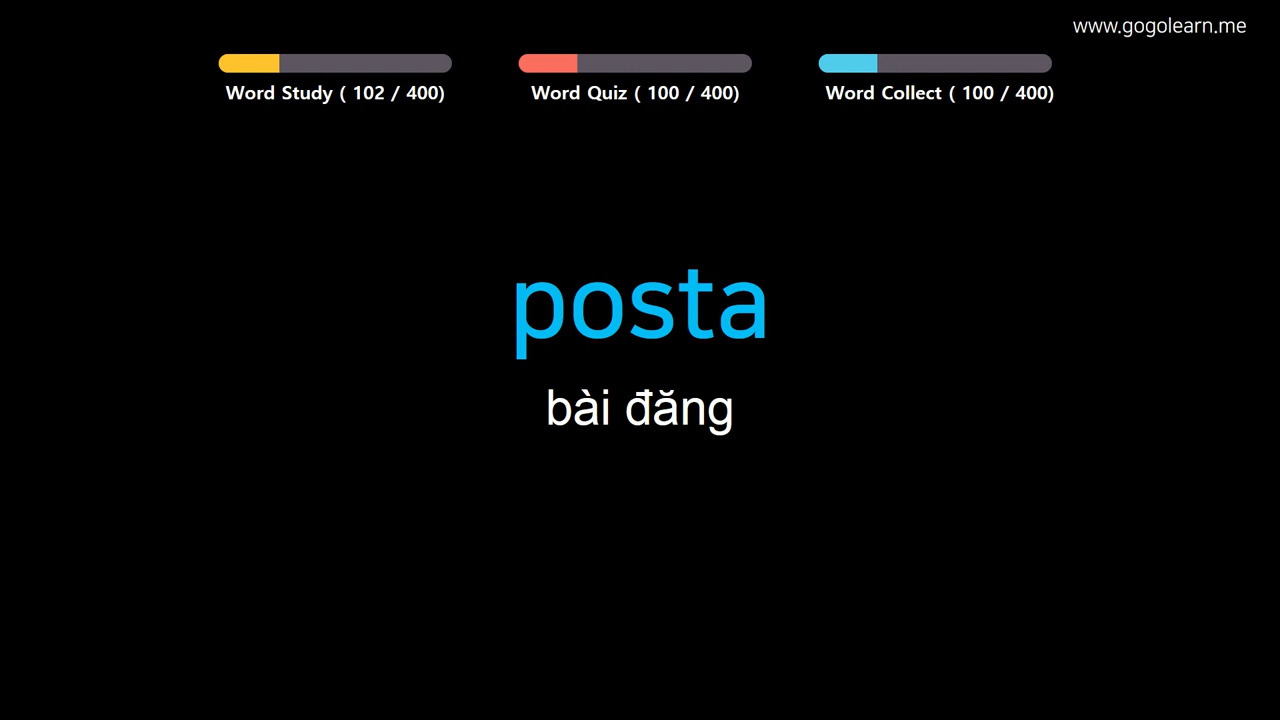 www.gogolearn.me
Word Study ( 102 / 400)
Word Quiz ( 100 / 400)
Word Collect ( 100 / 400)
posta
bài đăng